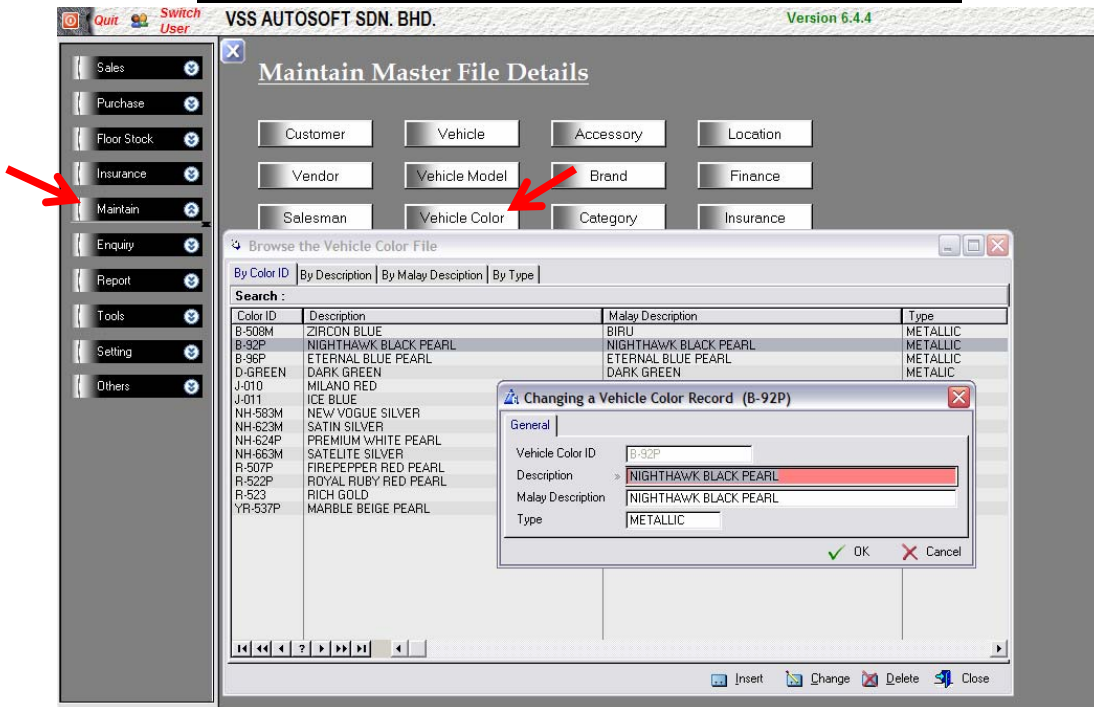 Quit Switch User VSS AUTOSOFT SDN. BHD. Version 6.4.4
Sales
Purchase
Floor Stock
Insurance
Maintain
Enquiry
Report
Tools
Setting
Others
Maintain Master File Details
Customer Vehicle Accessory Location
Vendor Vehicle Model Brand Finance
Salesman Vehicle Color Category Insurance
Browse the Vehicle Color File
By Color ID By Description By Malay Desciption By Type
Search :
Color ID Description Malay Description Type
B-508M ZIRCON BLUE BIRU METALLIC
B-92P NIGHTHAWK BLACK PEARL NIGHTHAWK BLACK PEARL METALLIC
B-96P ETERNAL BLUE PEARL ETERNAL BLUE PEARL METALLIC
D-GREEN DARK GREEN DARK GREEN METALIC
J-010 MILANO RED
J-011 ICE BLUE
NH-583M NEW VOGUE SILVER
NH-623M SATIN SILVER
NH-624P PREMIUM WHITE PEARL
NH-663M SATELITE SILVER
R-507P FIREPEPPER RED PEARL
R-522P ROYAL RUBY RED PEARL
R-523 RICH GOLD
YR-537P MARBLE BEIGE PEARL
Changing a Vehicle Color Record (B-92P)
General
Vehicle Color ID B-92P
Description » NIGHTHAWK BLACK PEARL
Malay Description NIGHTHAWK BLACK PEARL
Type METALLIC
OK Cancel
?
Insert Change Delete Close